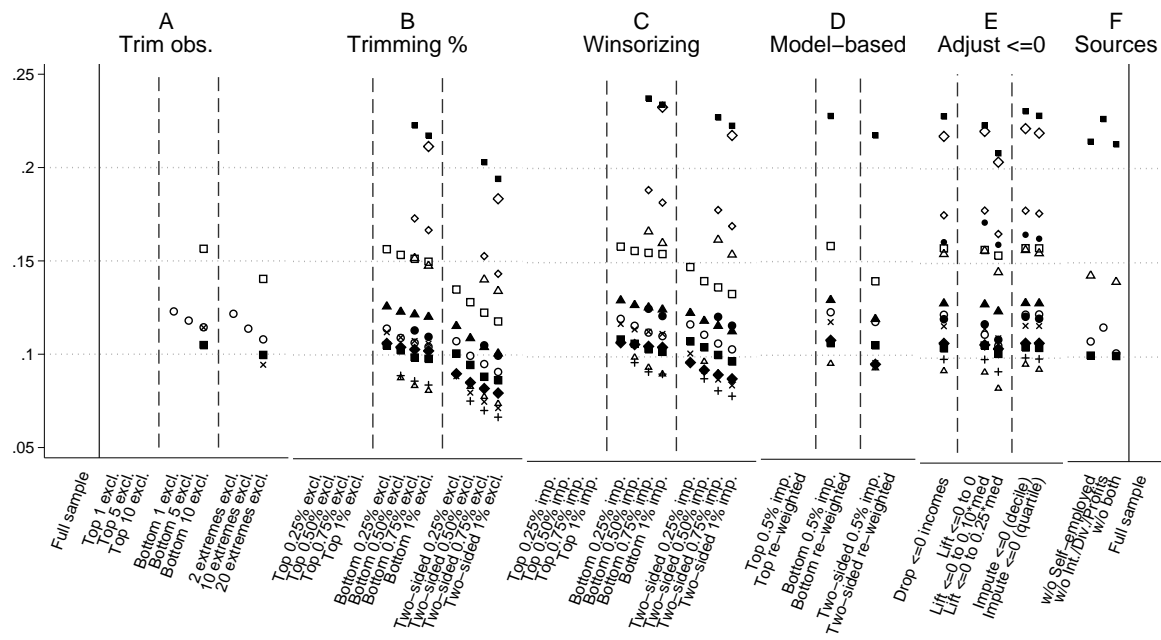 A
Trim obs.
B
Trimming %
C
Winsorizing
D
Model−based
E
Adjust <=0
F
Sources
.25
.2
.15
.1
.05
Full sample
Top 1 excl.
Top 5 excl.
Top 10 excl.
Bottom 1 excl.
Bottom 5 excl.
Bottom 10 excl.
2 extremes excl.
10 extremes excl.
20 extremes excl.
Top 0.25% excl.
Top 0.50% excl.
Top 0.75% excl.
Top 1% excl.
Bottom 0.25% excl.
Bottom 0.50% excl.
Bottom 0.75% excl.
Bottom 1% excl.
Two−sided 0.25% excl.
Two−sided 0.50% excl.
Two−sided 0.75% excl.
Two−sided 1% excl.
Top 0.25% imp.
Top 0.50% imp.
Top 0.75% imp.
Top 1% imp.
Bottom 0.25% imp.
Bottom 0.50% imp.
Bottom 0.75% imp.
Bottom 1% imp.
Two−sided 0.25% imp.
Two−sided 0.50% imp.
Two−sided 0.75% imp.
Two−sided 1% imp.
Top 0.5% imp.
Top re−weighted
Bottom 0.5% imp.
Bottom re−weighted
Two−sided 0.5% imp.
Two−sided re−weighted
Drop <=0 incomes
Lift <=0 to 0
Lift <=0 to 0.10*med
Lift <=0 to 0.25*med
Impute <=0 (decile)
Impute <=0 (quartile)
w/o Self−employed
w/o Int./Div./Profits
w/o both
Full sample